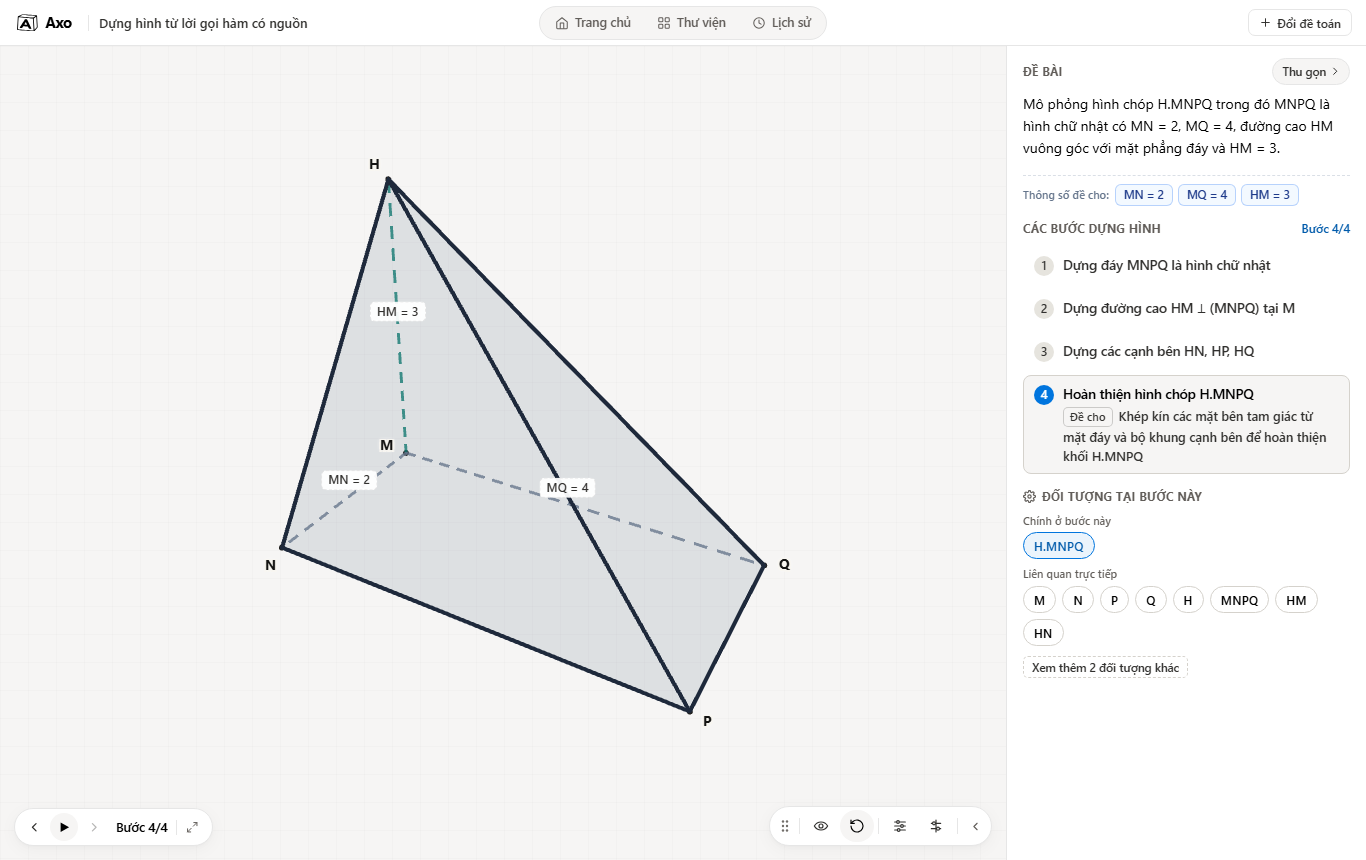 Axo
Dựng hình từ lời gọi hàm có nguồn
Trang chủ
Thư viện
Lịch sử
Đổi đề toán
H
HM = 3
M
MN = 2
MQ = 4
N
Q
P
Bước 4/4
ĐỀ BÀI
Thu gọn
Mô phỏng hình chóp H.MNPQ trong đó MNPQ là
hình chữ nhật có MN = 2, MQ = 4, đường cao HM
vuông góc với mặt phẳng đáy và HM = 3.
Thông số đề cho: MN = 2 MQ = 4 HM = 3
CÁC BƯỚC DỰNG HÌNH
Bước 4/4
1 Dựng đáy MNPQ là hình chữ nhật
2 Dựng đường cao HM ⊥ (MNPQ) tại M
3 Dựng các cạnh bên HN, HP, HQ
4 Hoàn thiện hình chóp H.MNPQ
Đề cho Khép kín các mặt bên tam giác từ
mặt đáy và bộ khung cạnh bên để hoàn thiện
khối H.MNPQ
ĐỐI TƯỢNG TẠI BƯỚC NÀY
Chính ở bước này
H.MNPQ
Liên quan trực tiếp
M N P Q H MNPQ HM
HN
Xem thêm 2 đối tượng khác